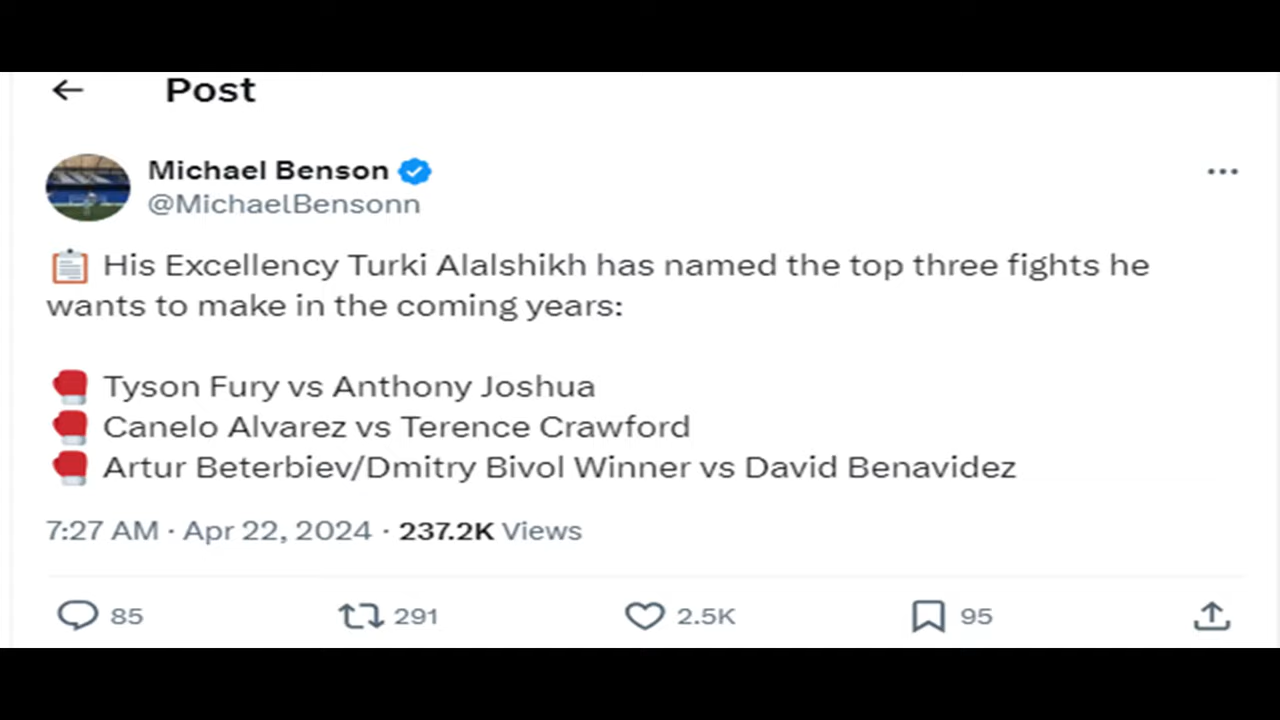 Post
Michael Benson
@MichaelBensonn
His Excellency Turki Alalshikh has named the top three fights he
wants to make in the coming years:
Tyson Fury vs Anthony Joshua
Canelo Alvarez vs Terence Crawford
Artur Beterbiev/Dmitry Bivol Winner vs David Benavidez
7:27 AM · Apr 22, 2024 · 237.2K Views
85 291 2.5K 95